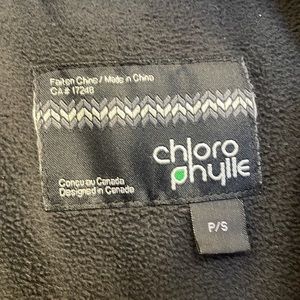 Fait en Chine / Made in China
CA # 17248
chloro
phylle
Conçu au Canada
Designed in Canada
P/S